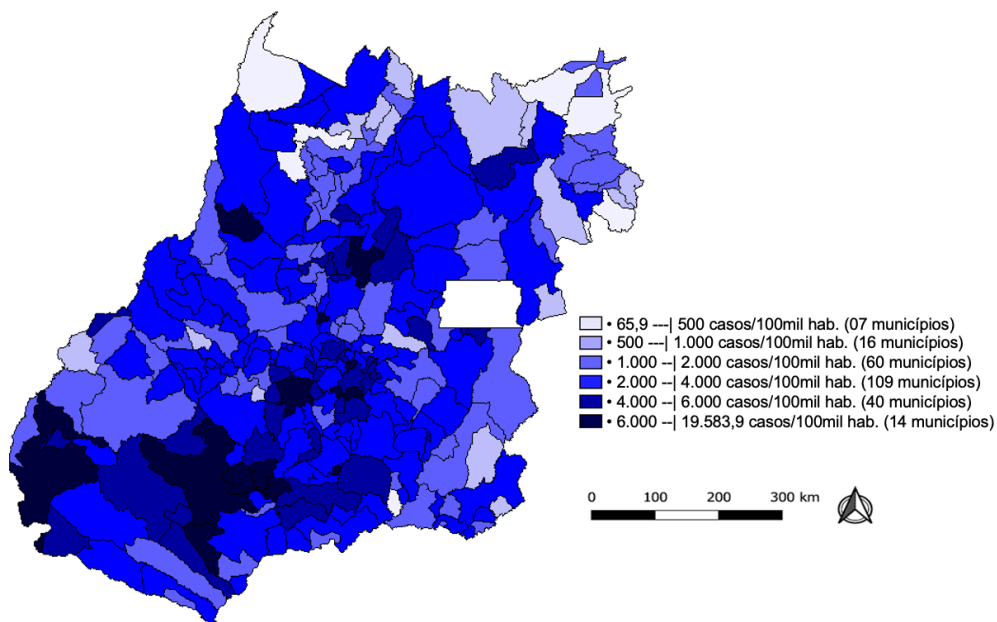 • 65,9 ---| 500 casos/100mil hab. (07 municípios)
• 500 ---| 1.000 casos/100mil hab. (16 municípios)
• 1.000 --| 2.000 casos/100mil hab. (60 municípios)
• 2.000 --| 4.000 casos/100mil hab. (109 municípios)
• 4.000 --| 6.000 casos/100mil hab. (40 municípios)
• 6.000 --| 19.583,9 casos/100mil hab. (14 municípios)
0 100 200 300 km